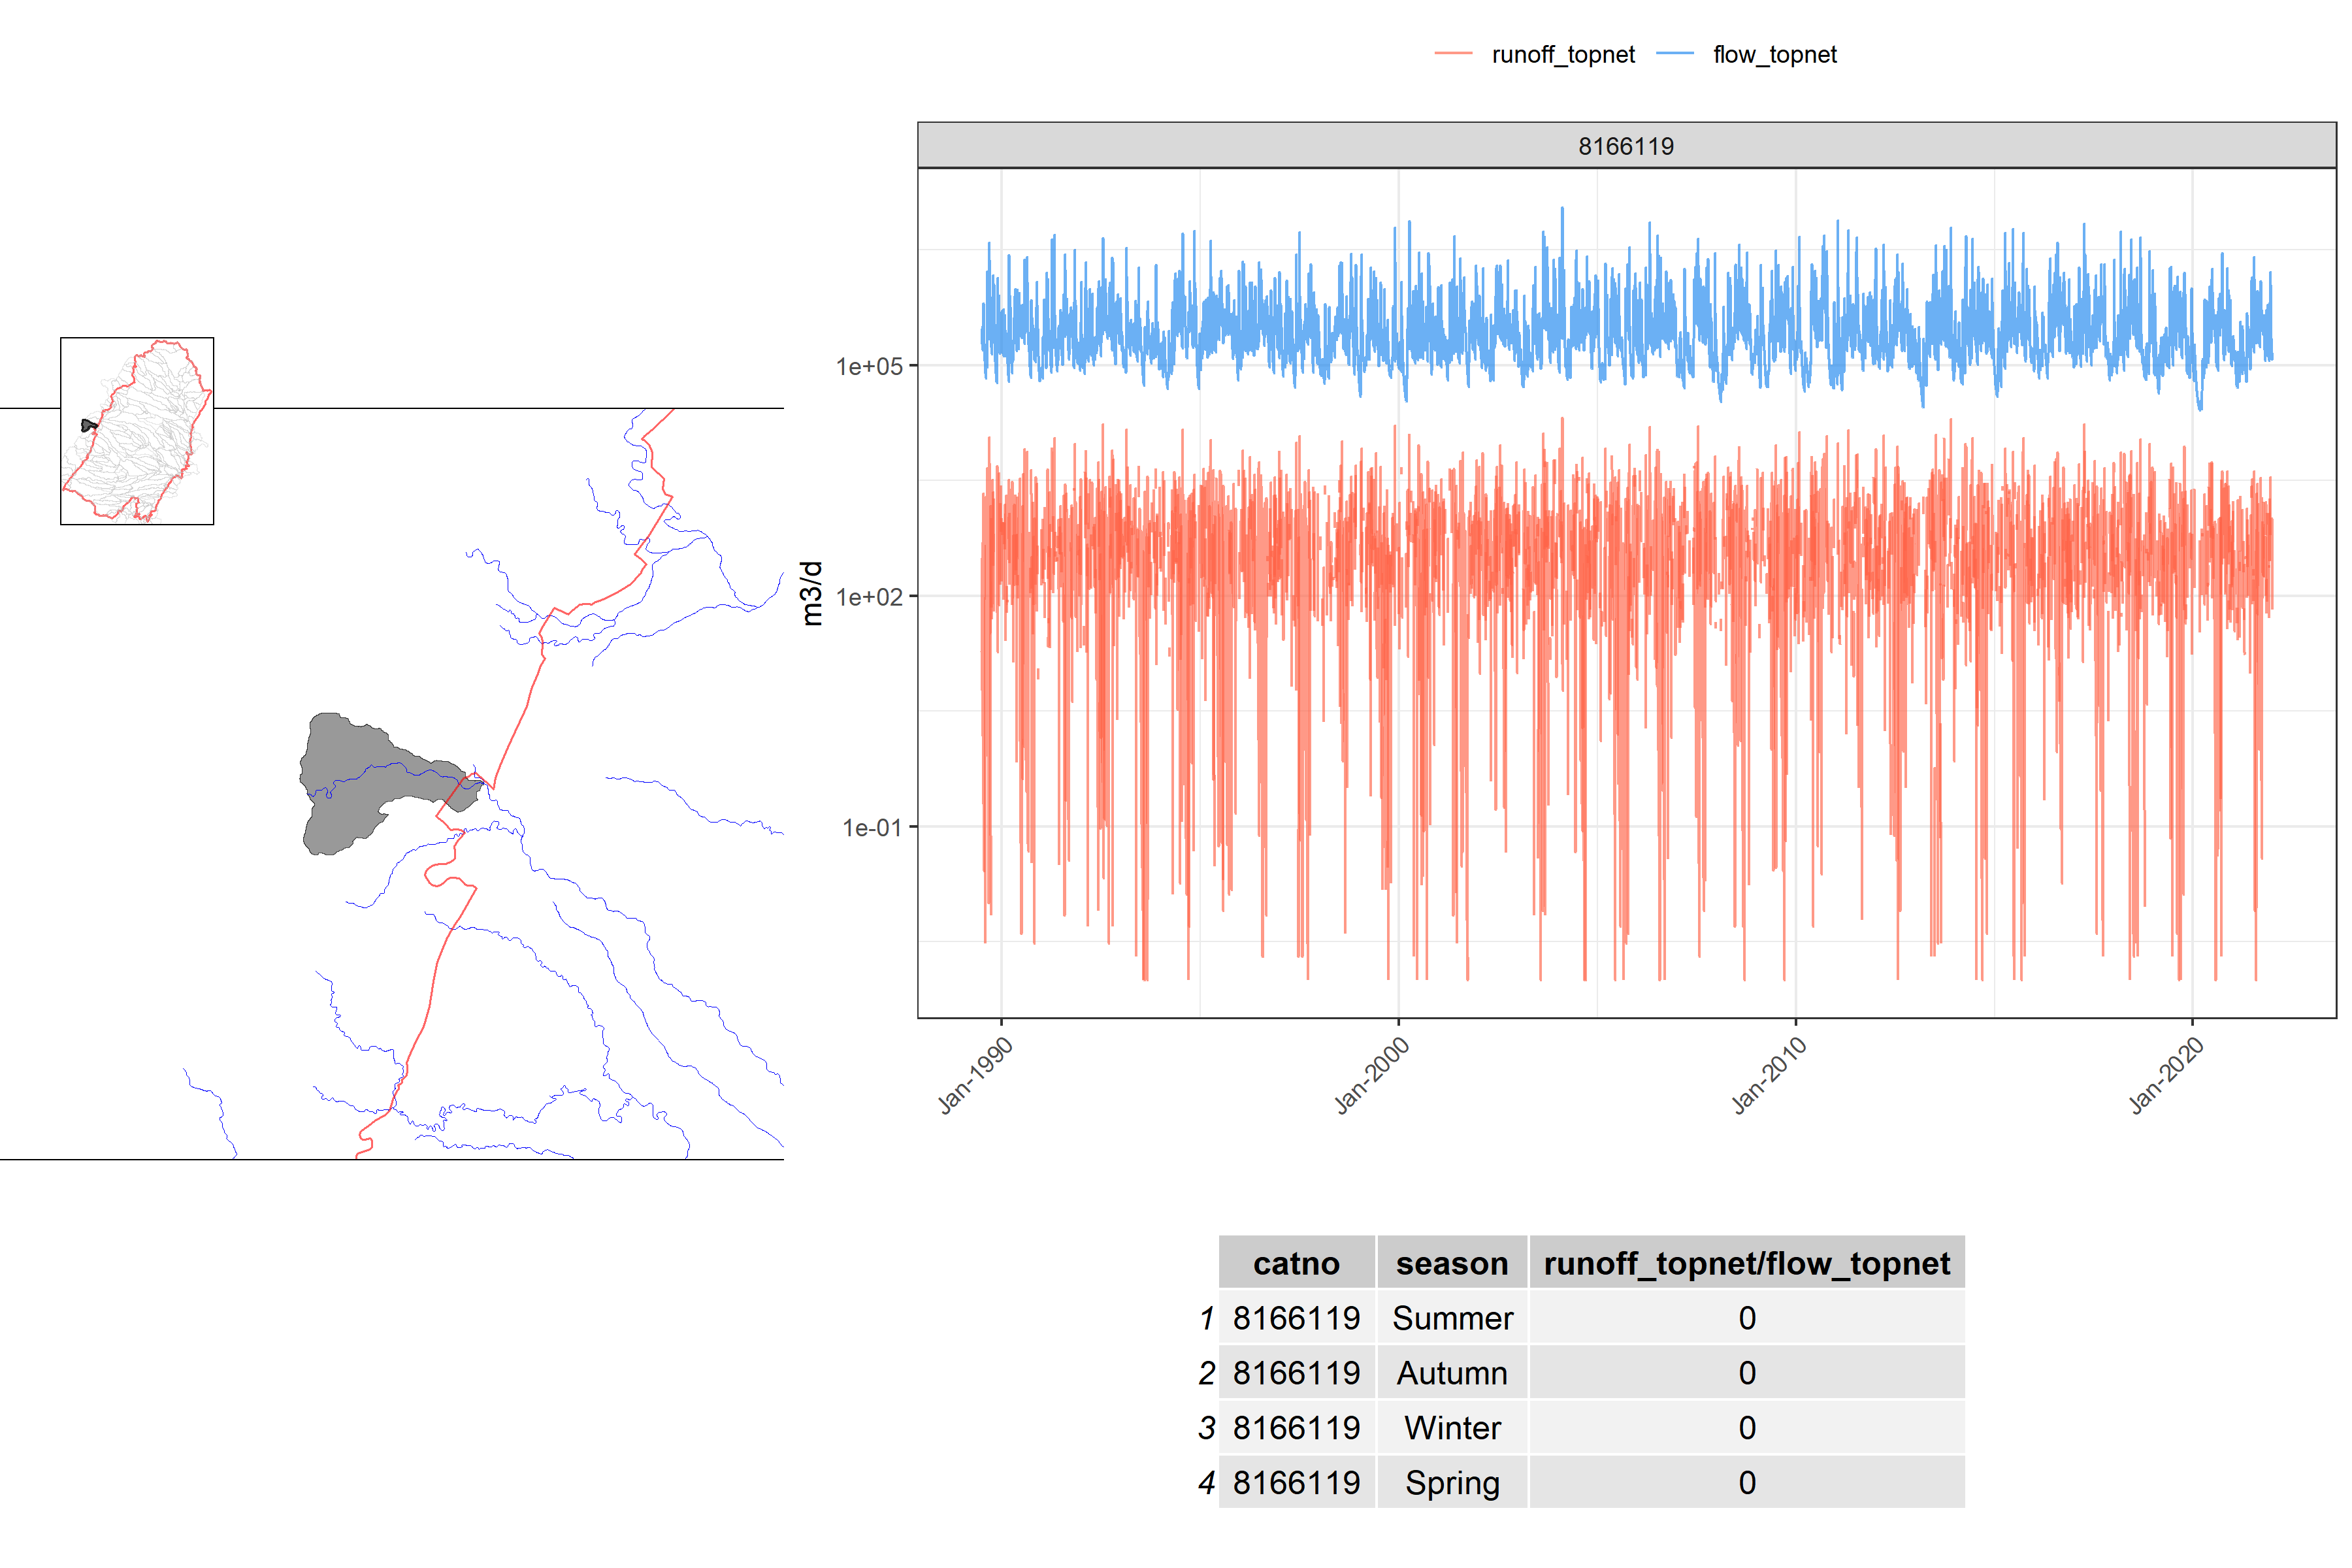 runoff_topnet flow_topnet
8166119
m3/d
1e+05
1e+02
1e-01
Jan-1990 Jan-2000 Jan-2010 Jan-2020
catno season runoff_topnet/flow_topnet
1 8166119 Summer 0
2 8166119 Autumn 0
3 8166119 Winter 0
4 8166119 Spring 0